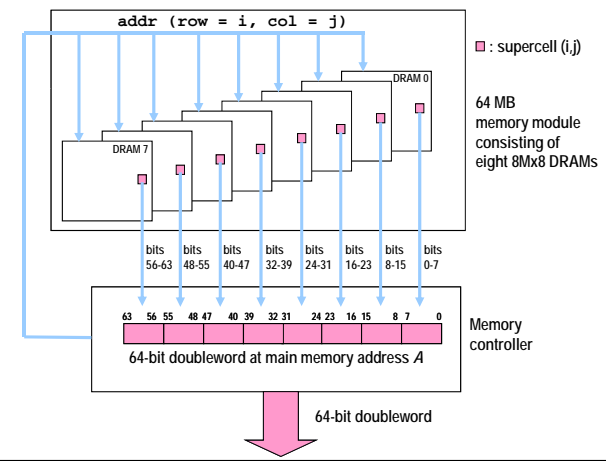 addr (row = i, col = j)
: supercell (i,j)
DRAM 0
64 MB
memory module
consisting of
eight 8Mx8 DRAMs
DRAM 7
bits
56-63
bits
48-55
bits
40-47
bits
32-39
bits
24-31
bits
16-23
bits
8-15
bits
0-7
63 56 55 48 47 40 39 32 31 24 23 16 15 8 7 0
Memory
controller
64-bit doubleword at main memory address A
64-bit doubleword